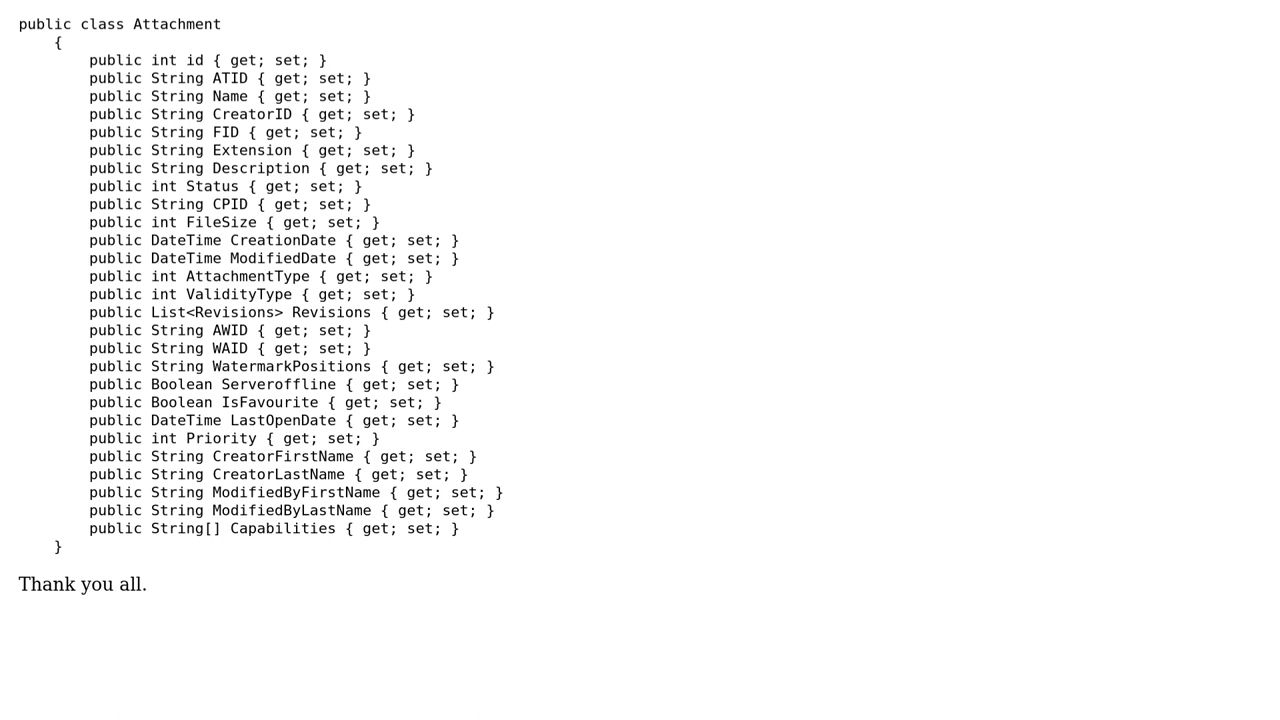 public class Attachment
    {
        public int id { get; set; }
        public String ATID { get; set; }
        public String Name { get; set; }
        public String CreatorID { get; set; }
        public String FID { get; set; }
        public String Extension { get; set; }
        public String Description { get; set; }
        public int Status { get; set; }
        public String CPID { get; set; }
        public int FileSize { get; set; }
        public DateTime CreationDate { get; set; }
        public DateTime ModifiedDate { get; set; }
        public int AttachmentType { get; set; }
        public int ValidityType { get; set; }
        public List<Revisions> Revisions { get; set; }
        public String AWID { get; set; }
        public String WAID { get; set; }
        public String WatermarkPositions { get; set; }
        public Boolean Serveroffline { get; set; }
        public Boolean IsFavourite { get; set; }
        public DateTime LastOpenDate { get; set; }
        public int Priority { get; set; }
        public String CreatorFirstName { get; set; }
        public String CreatorLastName { get; set; }
        public String ModifiedByFirstName { get; set; }
        public String ModifiedByLastName { get; set; }
        public String[] Capabilities { get; set; }
    }
Thank you all.